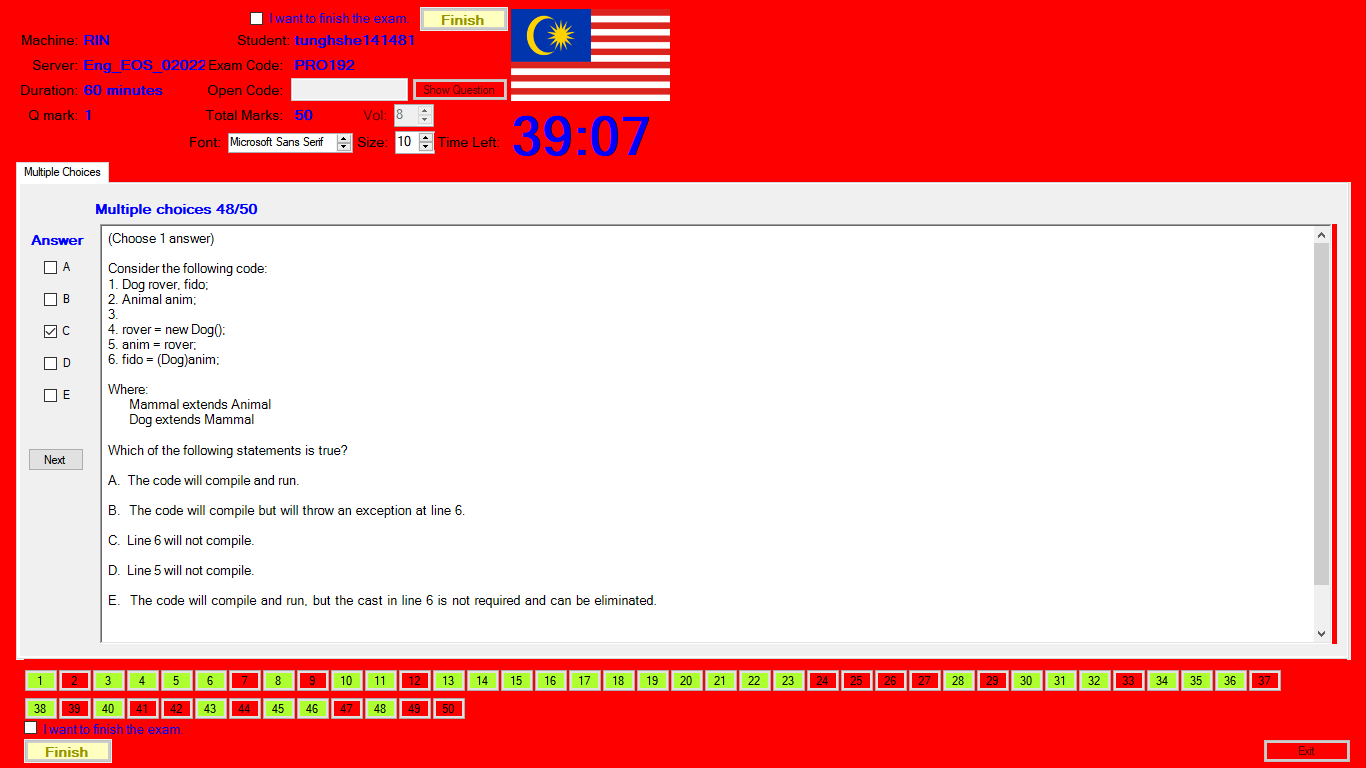 I want to finish the exam.
Finish
Machine: RIN
Student: tunghshe141481
Server: Eng_EOS_02022
Exam Code: PRO192
Duration: 60 minutes
Open Code:
Show Question
Q mark: 1
Total Marks: 50
Vol: 8
Font: Microsoft Sans Serif
Size: 10
Time Left: 39:07
Multiple Choices
Multiple choices 48/50
Answer
A
B
C
D
E
Next
(Choose 1 answer)
Consider the following code:
1. Dog rover, fido;
2. Animal anim;
3.
4. rover = new Dog();
5. anim = rover;
6. fido = (Dog)anim;
Where:
Mammal extends Animal
Dog extends Mammal
Which of the following statements is true?
A. The code will compile and run.
B. The code will compile but will throw an exception at line 6.
C. Line 6 will not compile.
D. Line 5 will not compile.
E. The code will compile and run, but the cast in line 6 is not required and can be eliminated.
1 2 3 4 5 6 7 8 9 10 11 12 13 14 15 16 17 18 19 20 21 22 23 24 25 26 27 28 29 30 31 32 33 34 35 36 37
38 39 40 41 42 43 44 45 46 47 48 49 50
I want to finish the exam.
Finish
Exit